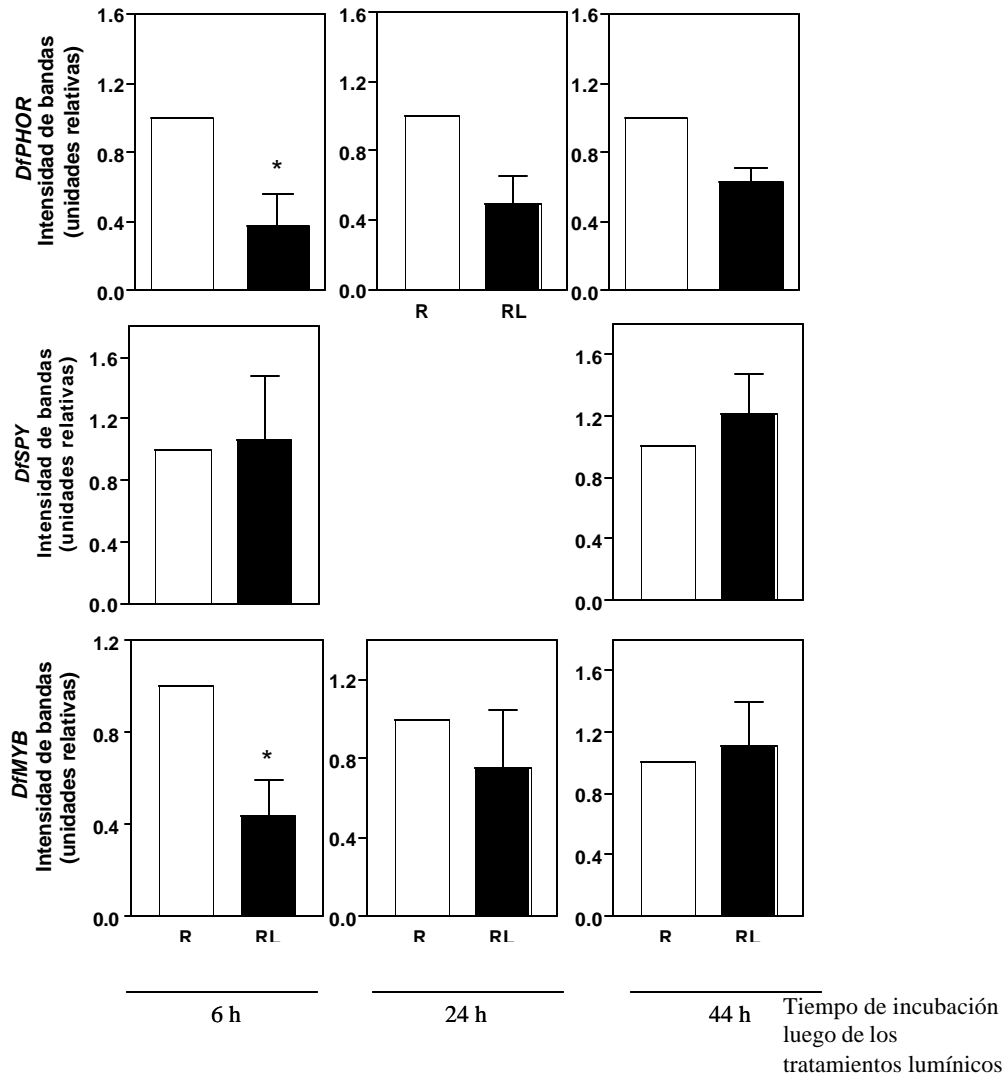 DfPHOR
Intensidad de bandas
(unidades relativas)
1.6
1.2
0.8
0.4
0.0
*
1.6
1.2
0.8
0.4
0.0
R RL
1.6
1.2
0.8
0.4
0.0
DfSPY
Intensidad de bandas
(unidades relativas)
1.6
1.2
0.8
0.4
0.0
1.6
1.2
0.8
0.4
0.0
DfMYB
Intensidad de bandas
(unidades relativas)
1.2
0.8
0.4
0.0
*
R RL
1.2
0.8
0.4
0.0
R RL
1.6
1.2
0.8
0.4
0.0
R RL
6 h
24 h
44 h
Tiempo de incubación
luego de los
tratamientos lumínicos